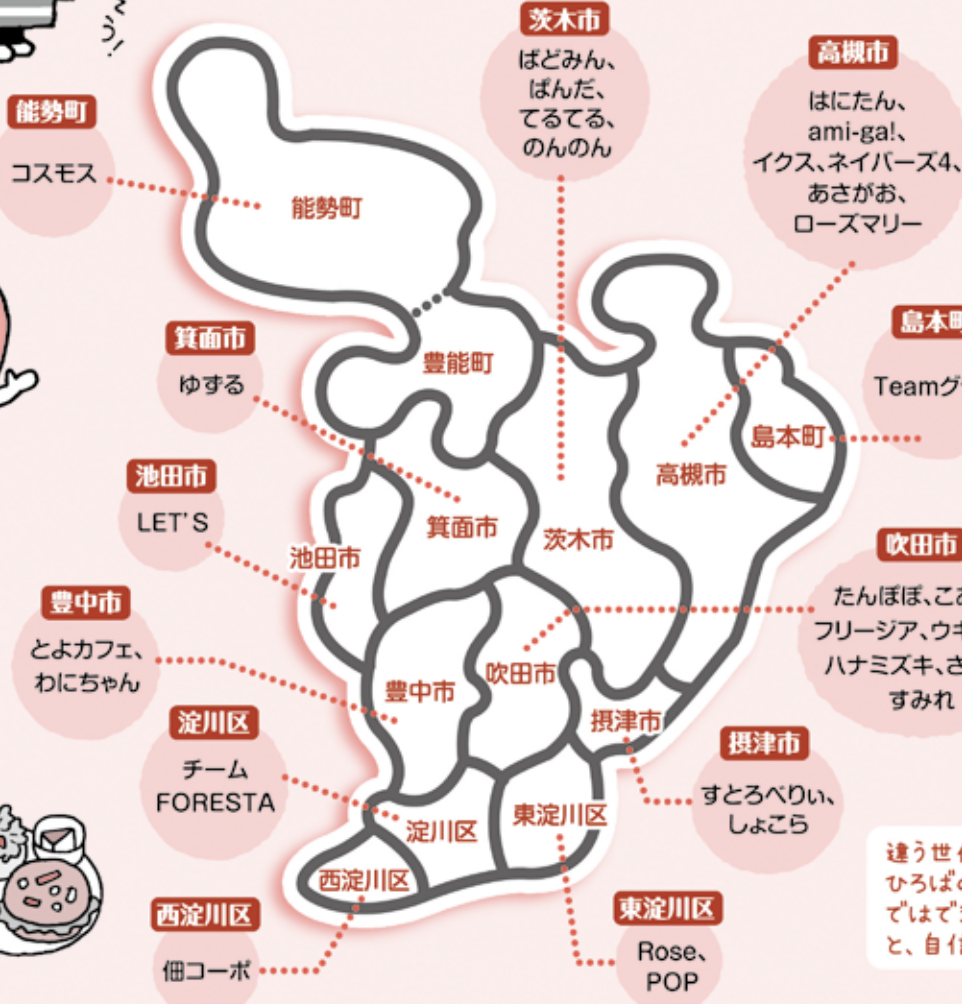 そう!
茨木市
ばどみん、
ぱんだ、
てるてる、
のんのん
高槻市
はにたん、
ami-ga!、
イクス、ネイバーズ4、
あさがお、
ローズマリー
能勢町
コスモス
能勢町
箕面市
ゆずる
豊能町
島本町
Teamグ
島本町
高槻市
池田市
LET'S
箕面市
茨木市
池田市
吹田市
たんぽぽ、こ
フリージア、ウキ
ハナミズキ、さ
すみれ
豊中市
とよカフェ、
わにちゃん
吹田市
豊中市
摂津市
淀川区
チーム
FORESTA
摂津市
すとろべりぃ、
しょこら
東淀川区
淀川区
西淀川区
西淀川区
佃コーポ
東淀川区
Rose、
POP
違う世
ひろばの
ではで
と、自信